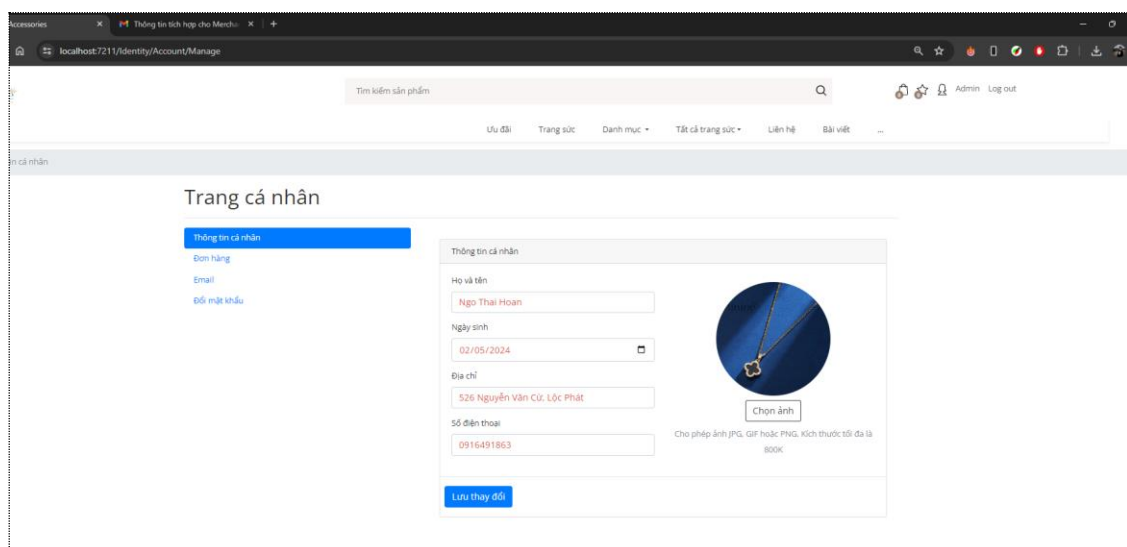 Accessories
Thông tin tích hợp cho Mercha
localhost:7211/Identity/Account/Manage
Tìm kiếm sản phẩm
Admin Log out
Ưu đãi Trang sức Danh mục Tất cả trang sức Liên hệ Bài viết ...
cá nhân
Trang cá nhân
Thông tin cá nhân
Đơn hàng
Email
Đổi mật khẩu
Thông tin cá nhân
Họ và tên
Ngo Thai Hoan
Ngày sinh
02/05/2024
Địa chỉ
526 Nguyễn Văn Cừ. Lộc Phát
Số điện thoại
0916491863
Chọn ảnh
Cho phép ảnh JPG, GIF hoặc PNG. Kích thước tối đa là
800K
Lưu thay đổi